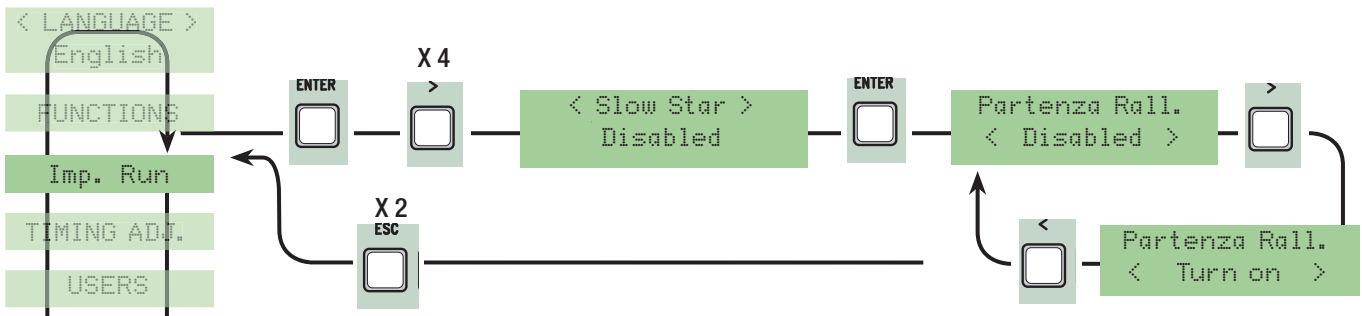 < LANGUAGE >
English
FUNCTIONS
Imp. Run
TIMING ADJ.
USERS
ENTER
X 4
>
< Slow Star >
Disabled
ENTER
Partenza Rall.
< Disabled >
>
X 2
ESC
<
Partenza Rall.
< Turn on >